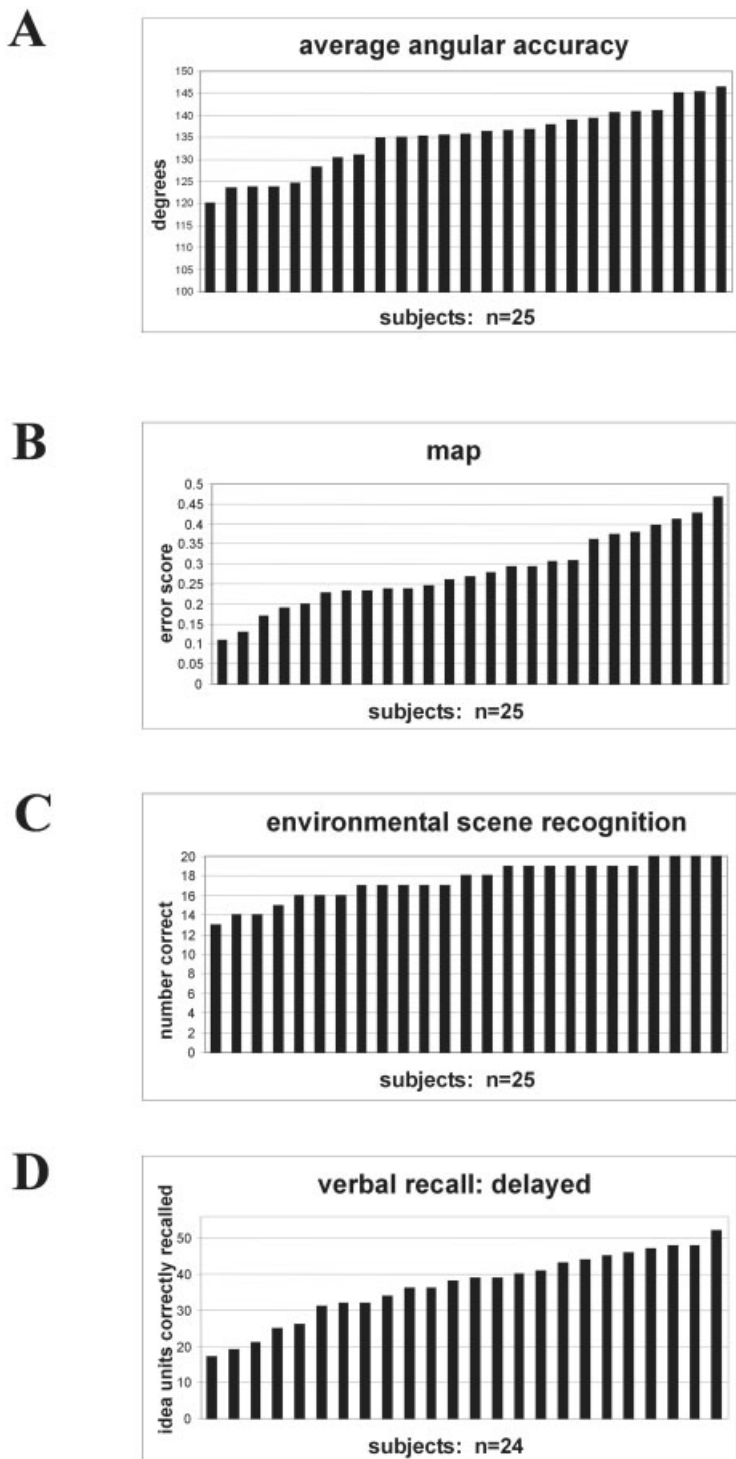 A
average angular accuracy
150
145
140
135
130
125
120
115
110
105
100
degrees
subjects: n=25
B
map
0.5
0.45
0.4
0.35
0.3
0.25
0.2
0.15
0.1
0.05
0
error score
subjects: n=25
C
environmental scene recognition
20
18
16
14
12
10
8
6
4
2
0
number correct
subjects: n=25
D
verbal recall: delayed
50
40
30
20
10
0
idea units correctly recalled
subjects: n=24